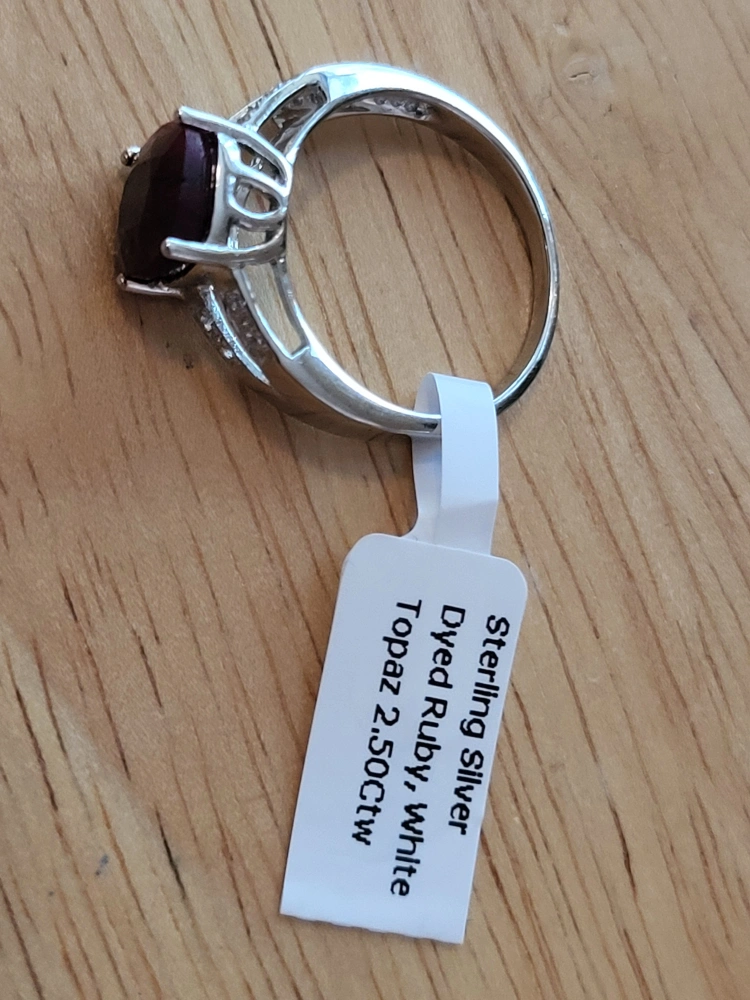 Sterling Silver
Dyed Ruby, White
Topaz 2.50Ctw